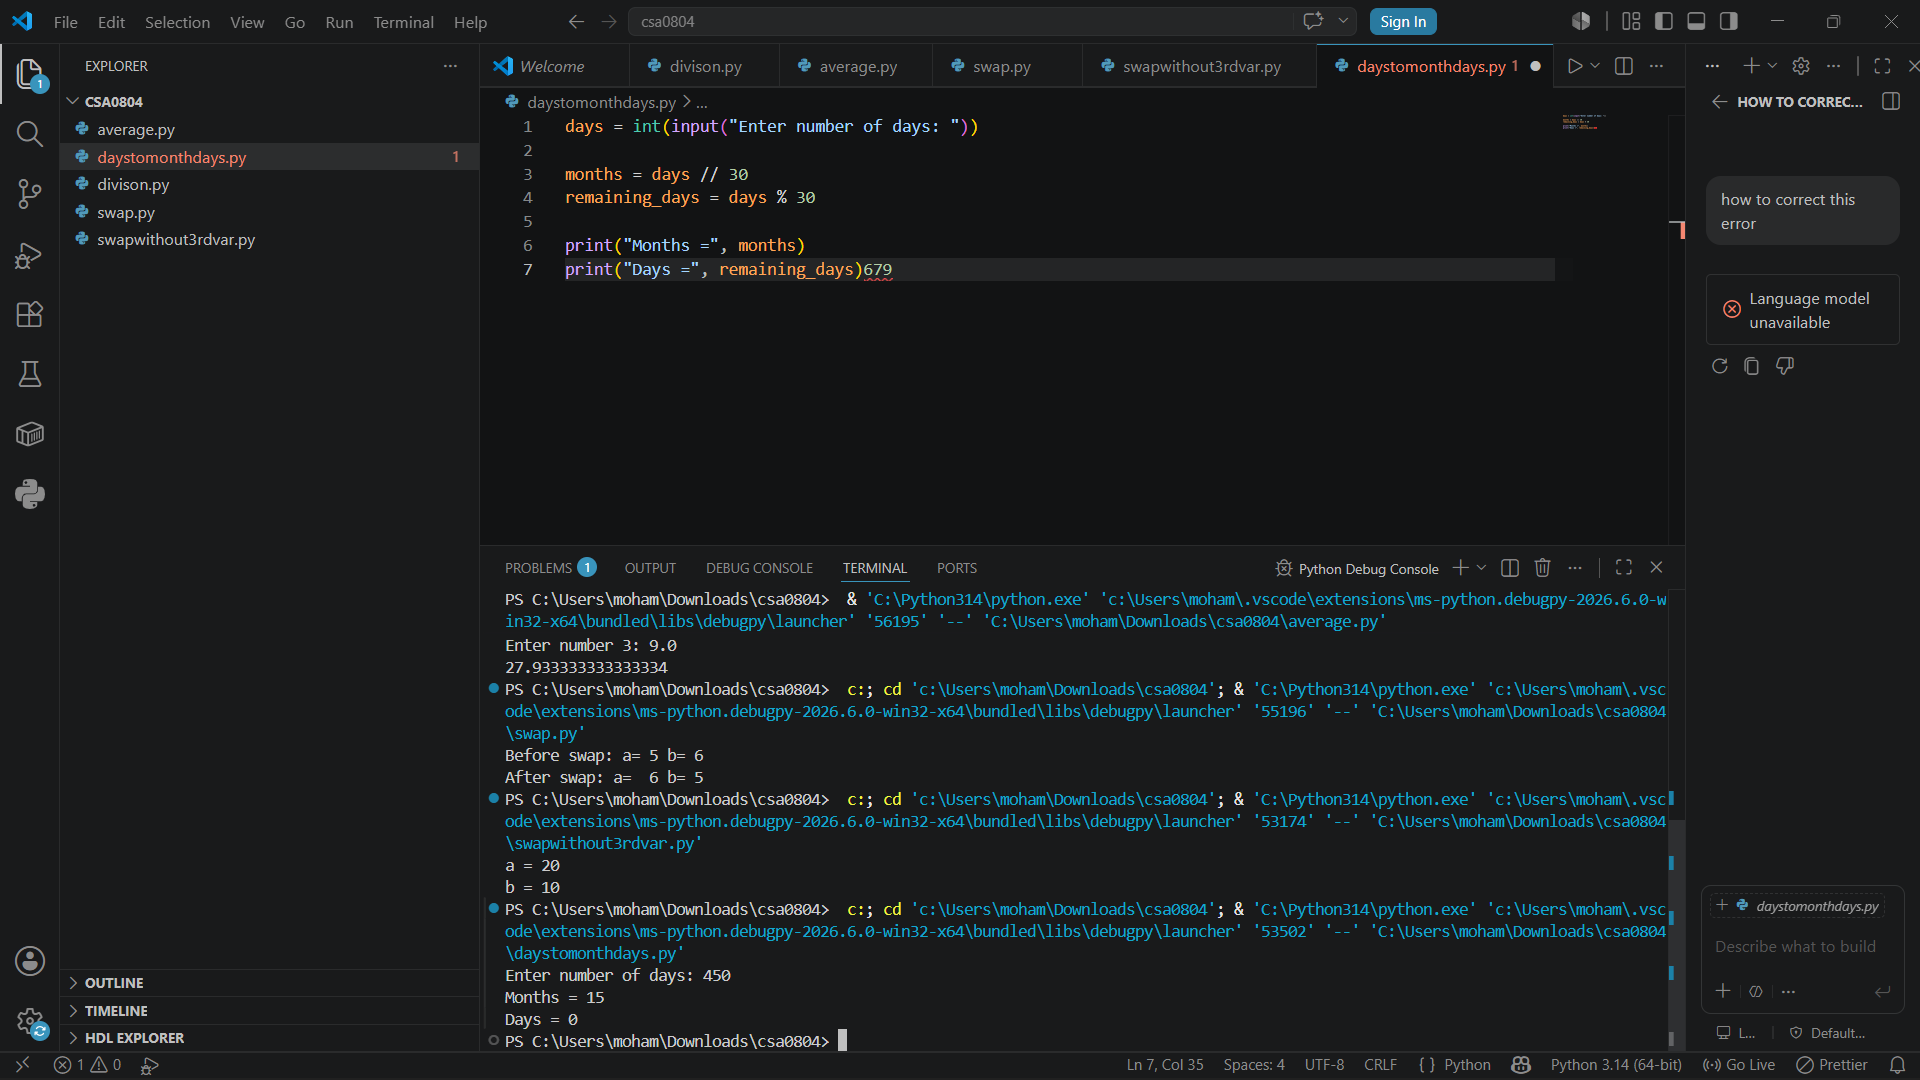 File Edit Selection View Go Run Terminal Help
csa0804
Sign In
EXPLORER
CSA0804
average.py
daystomonthdays.py 1
divison.py
swap.py
swapwithout3rdvar.py
OUTLINE
TIMELINE
HDL EXPLORER
1
Welcome divison.py average.py swap.py swapwithout3rdvar.py daystomonthdays.py 1
daystomonthdays.py > ...
1 days = int(input("Enter number of days: "))
2
3 months = days // 30
4 remaining_days = days % 30
5
6 print("Months =", months)
7 print("Days =", remaining_days)679
PROBLEMS 1 OUTPUT DEBUG CONSOLE TERMINAL PORTS
Python Debug Console
PS C:\Users\moham\Downloads\csa0804>  & 'C:\Python314\python.exe' 'c:\Users\moham\.vscode\extensions\ms-python.debugpy-2026.6.0-w
in32-x64\bundled\libs\debugpy\launcher' '56195' '--' 'C:\Users\moham\Downloads\csa0804\average.py'
Enter number 3: 9.0
27.933333333333334
PS C:\Users\moham\Downloads\csa0804>  c:; cd 'c:\Users\moham\Downloads\csa0804'; & 'C:\Python314\python.exe' 'c:\Users\moham\.vsc
ode\extensions\ms-python.debugpy-2026.6.0-win32-x64\bundled\libs\debugpy\launcher' '55196' '--' 'C:\Users\moham\Downloads\csa0804
\swap.py'
Before swap: a= 5 b= 6
After swap: a=  6 b= 5
PS C:\Users\moham\Downloads\csa0804>  c:; cd 'c:\Users\moham\Downloads\csa0804'; & 'C:\Python314\python.exe' 'c:\Users\moham\.vsc
ode\extensions\ms-python.debugpy-2026.6.0-win32-x64\bundled\libs\debugpy\launcher' '53174' '--' 'C:\Users\moham\Downloads\csa0804
\swapwithout3rdvar.py'
a = 20
b = 10
PS C:\Users\moham\Downloads\csa0804>  c:; cd 'c:\Users\moham\Downloads\csa0804'; & 'C:\Python314\python.exe' 'c:\Users\moham\.vsc
ode\extensions\ms-python.debugpy-2026.6.0-win32-x64\bundled\libs\debugpy\launcher' '53502' '--' 'C:\Users\moham\Downloads\csa0804
\daystomonthdays.py'
Enter number of days: 450
Months = 15
Days = 0
PS C:\Users\moham\Downloads\csa0804>
HOW TO CORREC...
how to correct this
error
Language model
unavailable
daystomonthdays.py
Describe what to build
L... Default...
1 0
Ln 7, Col 35 Spaces: 4 UTF-8 CRLF { } Python Python 3.14 (64-bit) Go Live Prettier